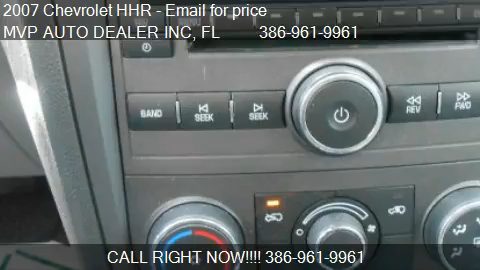 2007 Chevrolet HHR - Email for price
MVP AUTO DEALER INC, FL 386-961-9961
BAND
SEEK
SEEK
REV
FWD
CALL RIGHT NOW!!!! 386-961-9961